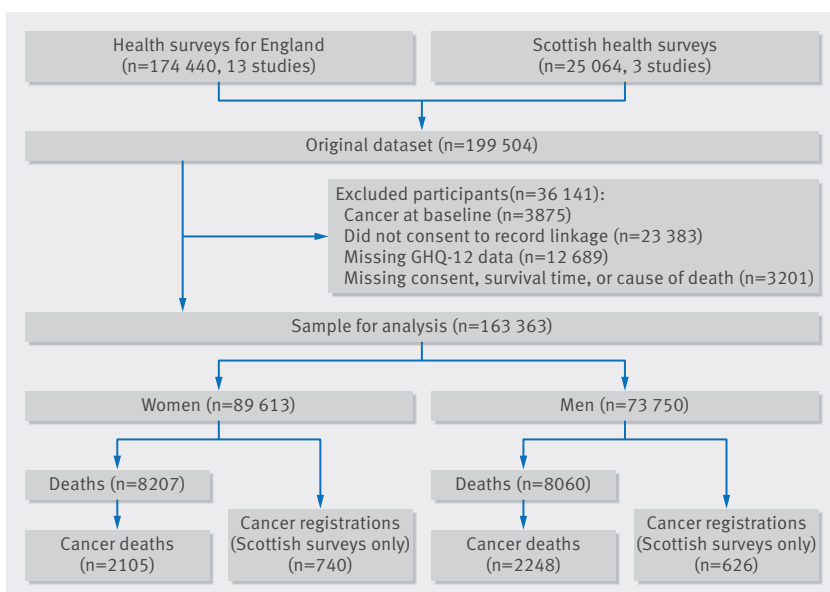 Health surveys for England
(n=174 440, 13 studies)
Scottish health surveys
(n=25 064, 3 studies)
Original dataset (n=199 504)
Excluded participants(n=36 141):
Cancer at baseline (n=3875)
Did not consent to record linkage (n=23 383)
Missing GHQ-12 data (n=12 689)
Missing consent, survival time, or cause of death (n=3201)
Sample for analysis (n=163 363)
Women (n=89 613)
Men (n=73 750)
Deaths (n=8207)
Deaths (n=8060)
Cancer deaths
(n=2105)
Cancer registrations
(Scottish surveys only)
(n=740)
Cancer deaths
(n=2248)
Cancer registrations
(Scottish surveys only)
(n=626)